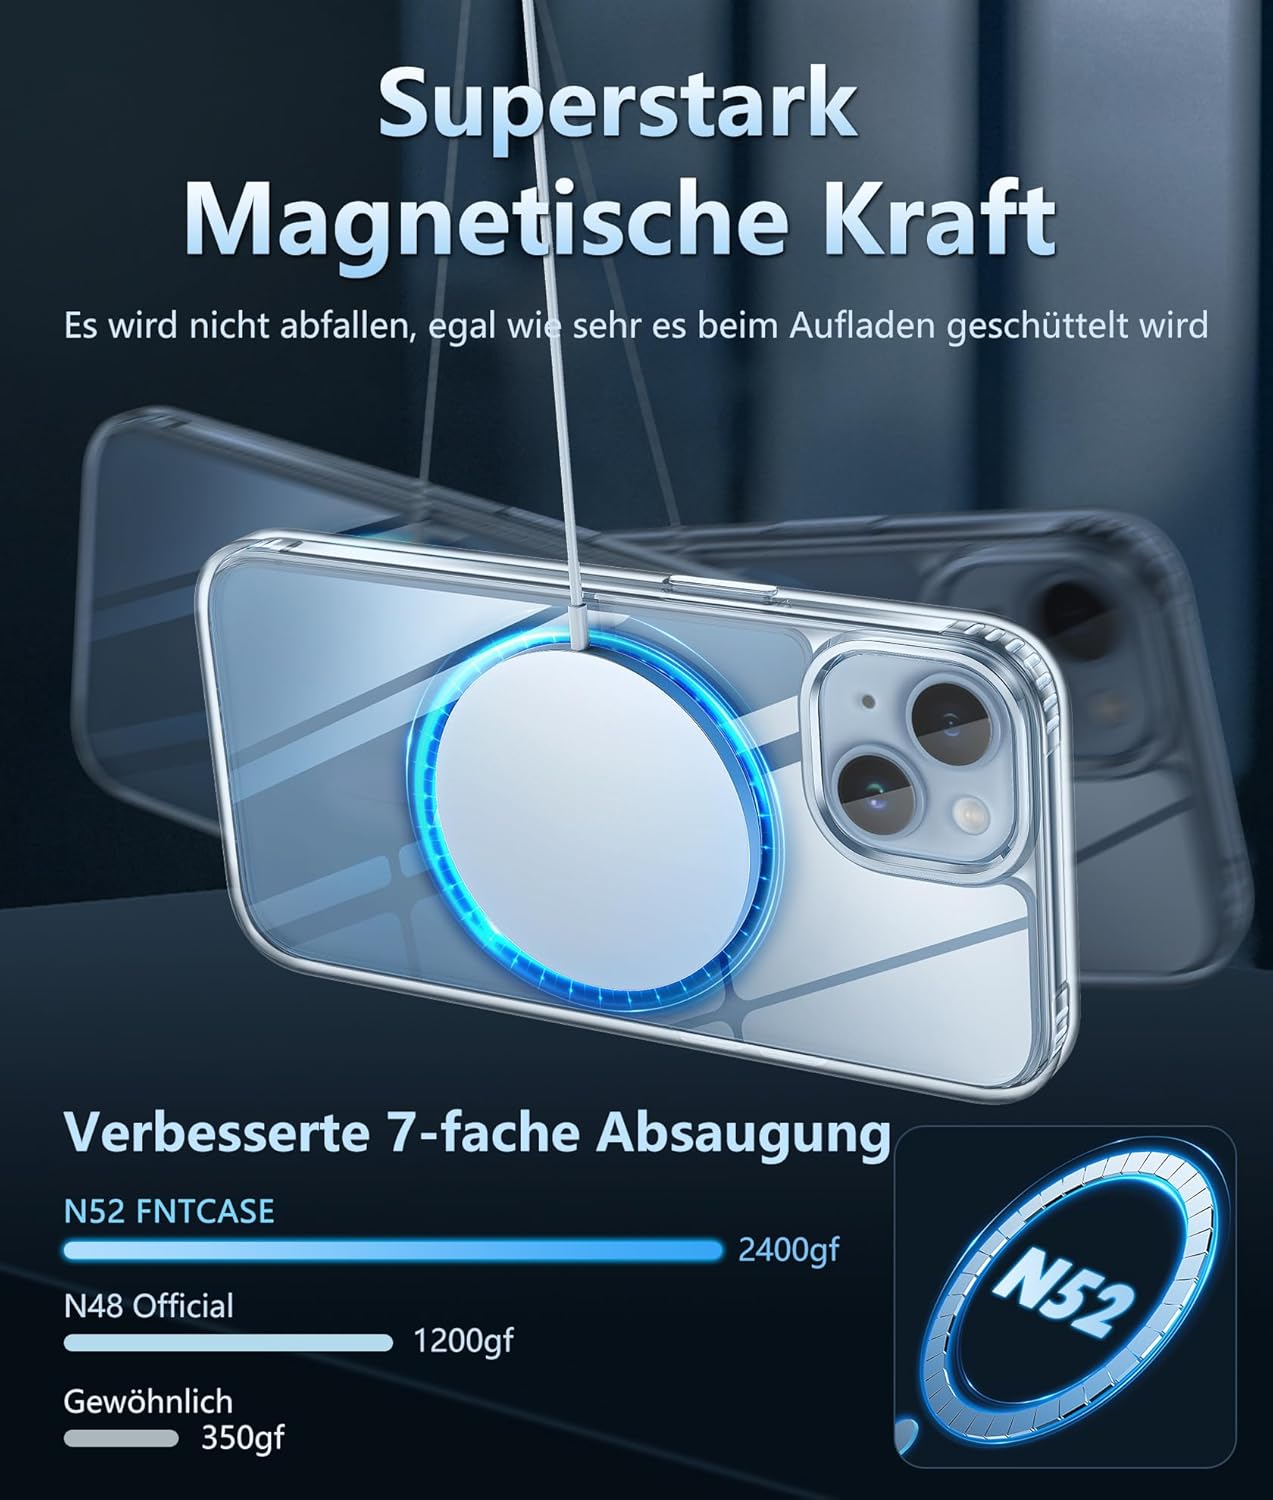 Superstark
Magnetische Kraft
Es wird nicht abfallen, egal wie sehr es beim Aufladen geschüttelt wird
Verbesserte 7-fache Absaugung
N52 FNTCASE
2400gf
N48 Official
1200gf
Gewöhnlich
350gf
N52